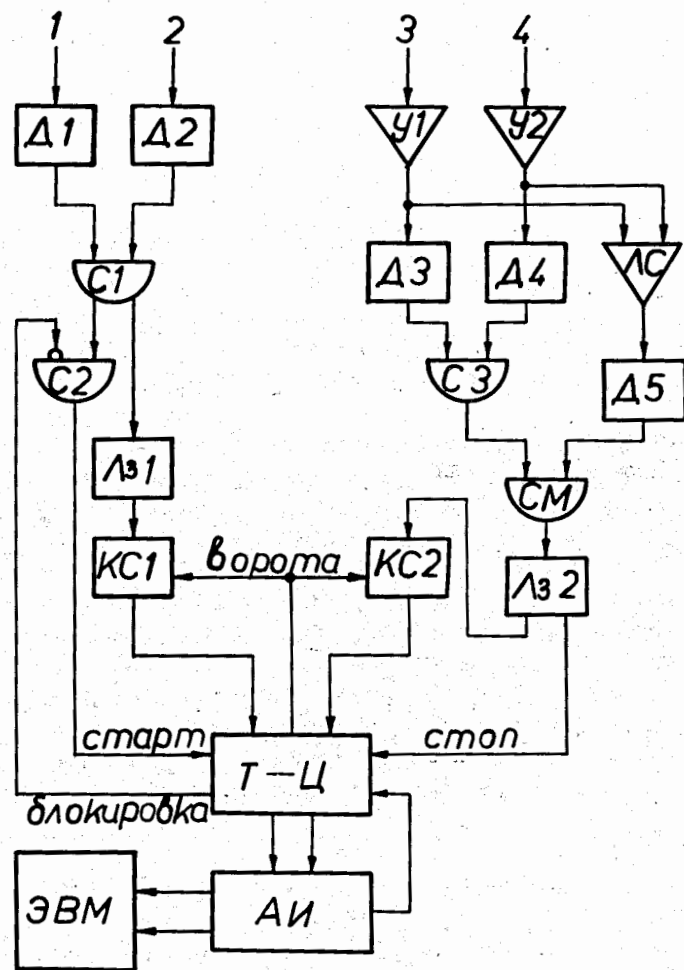 1 2 3 4
Д1 Д2 У1 У2
С1 Д3 Д4 ЛС
С2 С3 Д5
Лз1 СМ
КС1 ворота КС2 Лз2
старт стоп
Т—Ц
блокировка
ЭВМ АИ